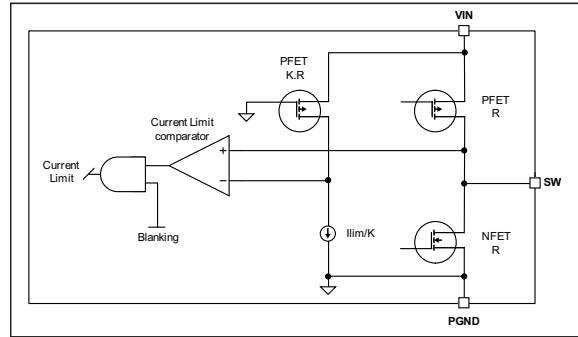 VIN
PFET
K.R
PFET
R
Current Limit
comparator
+
−
Current
Limit
Blanking
Ilim/K
SW
NFET
R
PGND